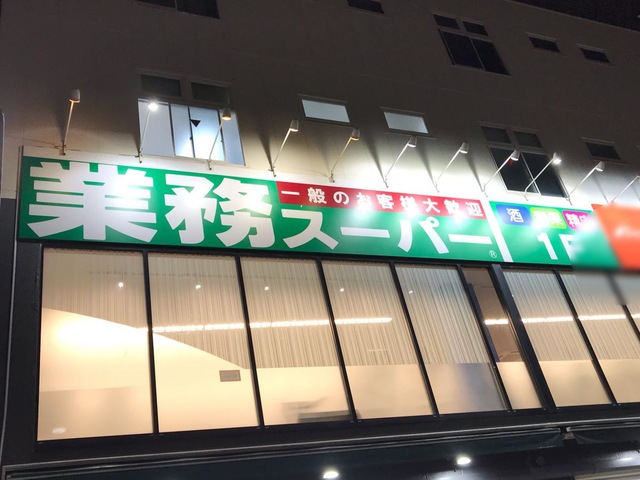 一般のお客様大歓迎
業務スーパー®
酒